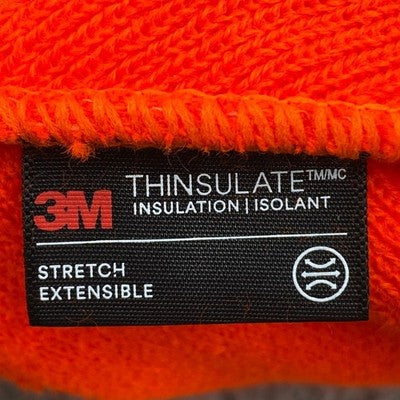 3M THINSULATE™/MC
INSULATION | ISOLANT
STRETCH
EXTENSIBLE